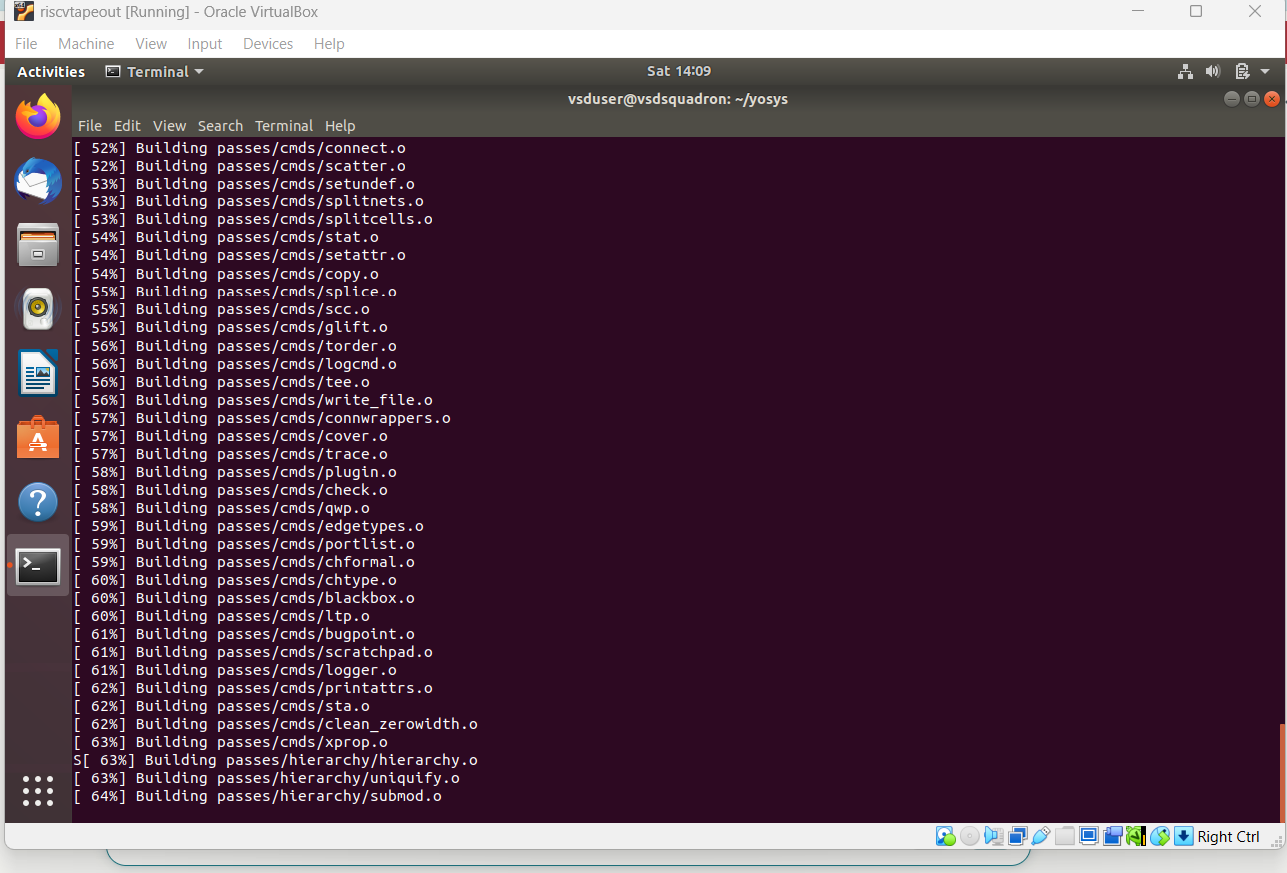 riscvtapeout [Running] - Oracle VirtualBox
File Machine View Input Devices Help
Activities Terminal Sat 14:09
vsduser@vsdsquadron: ~/yosys
File Edit View Search Terminal Help
[ 52%] Building passes/cmds/connect.o
[ 52%] Building passes/cmds/scatter.o
[ 53%] Building passes/cmds/setundef.o
[ 53%] Building passes/cmds/splitnets.o
[ 53%] Building passes/cmds/splitcells.o
[ 54%] Building passes/cmds/stat.o
[ 54%] Building passes/cmds/setattr.o
[ 54%] Building passes/cmds/copy.o
[ 55%] Building passes/cmds/splice.o
[ 55%] Building passes/cmds/scc.o
[ 55%] Building passes/cmds/glift.o
[ 56%] Building passes/cmds/torder.o
[ 56%] Building passes/cmds/logcmd.o
[ 56%] Building passes/cmds/tee.o
[ 56%] Building passes/cmds/write_file.o
[ 57%] Building passes/cmds/connwrappers.o
[ 57%] Building passes/cmds/cover.o
[ 57%] Building passes/cmds/trace.o
[ 58%] Building passes/cmds/plugin.o
[ 58%] Building passes/cmds/check.o
[ 58%] Building passes/cmds/qwp.o
[ 59%] Building passes/cmds/edgetypes.o
[ 59%] Building passes/cmds/portlist.o
[ 59%] Building passes/cmds/chformal.o
[ 60%] Building passes/cmds/chtype.o
[ 60%] Building passes/cmds/blackbox.o
[ 60%] Building passes/cmds/ltp.o
[ 61%] Building passes/cmds/bugpoint.o
[ 61%] Building passes/cmds/scratchpad.o
[ 61%] Building passes/cmds/logger.o
[ 62%] Building passes/cmds/printattrs.o
[ 62%] Building passes/cmds/sta.o
[ 62%] Building passes/cmds/clean_zerowidth.o
[ 63%] Building passes/cmds/xprop.o
S[ 63%] Building passes/hierarchy/hierarchy.o
[ 63%] Building passes/hierarchy/uniquify.o
[ 64%] Building passes/hierarchy/submod.o
Right Ctrl